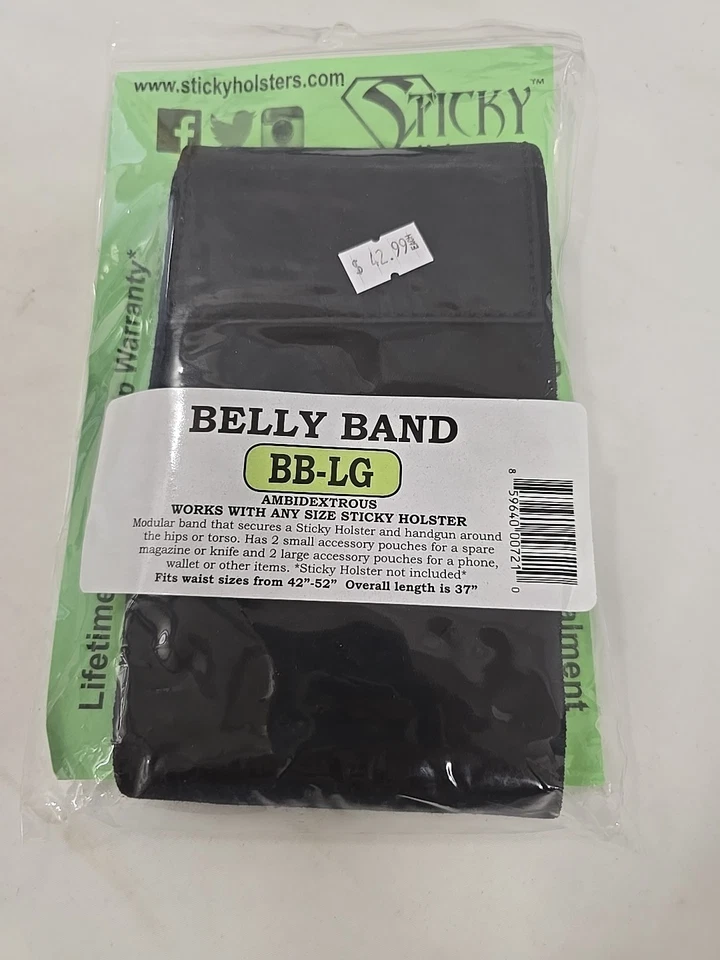 www.stickyholsters.com
STICKY™
$ 42.99
BELLY BAND
BB-LG
AMBIDEXTROUS
WORKS WITH ANY SIZE STICKY HOLSTER
Modular band that secures a Sticky Holster and handgun around
the hips or torso. Has 2 small accessory pouches for a spare
magazine or knife and 2 large accessory pouches for a phone,
wallet or other items. *Sticky Holster not included*
Fits waist sizes from 42"-52" Overall length is 37"
8 59640 00721 0
Lifetime
Warranty*